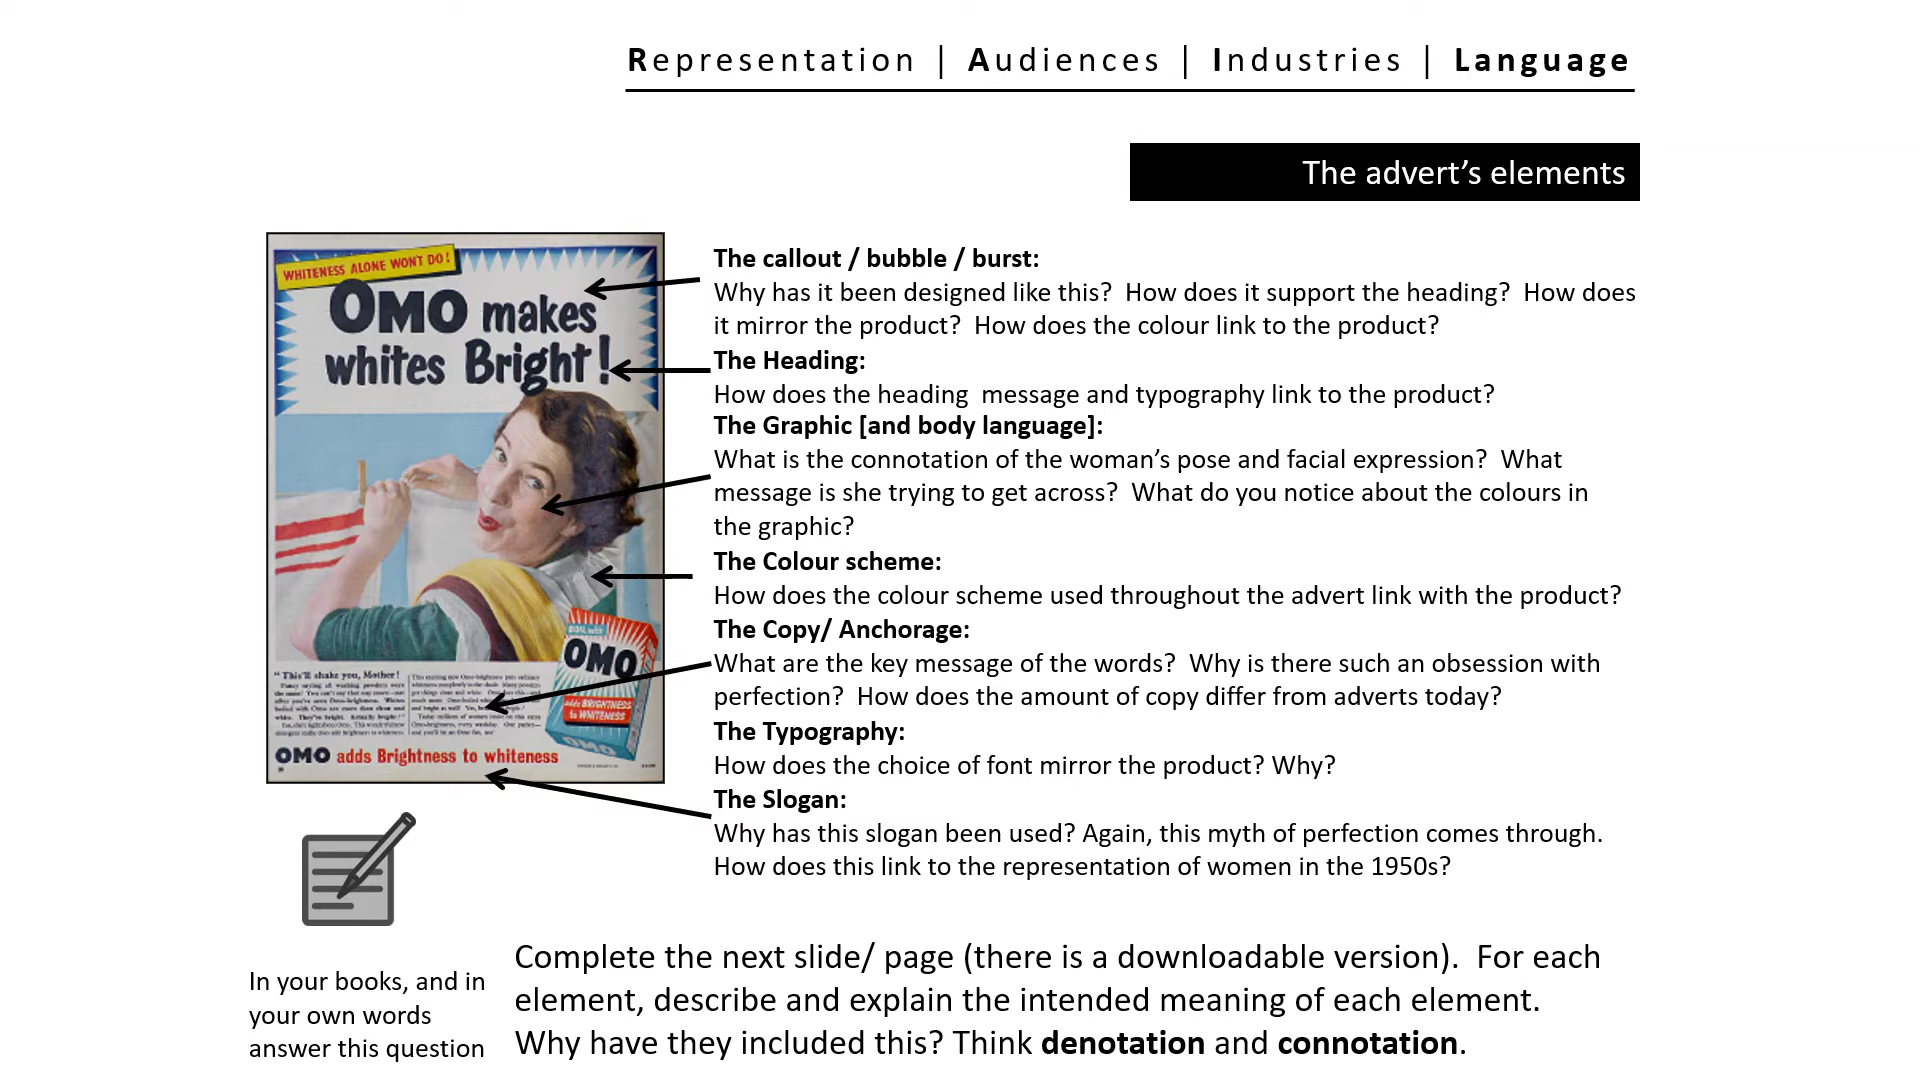 Representation | Audiences | Industries | Language
The advert's elements
WHITENESS ALONE WON'T DO!
OMO makes
whites Bright!
"This'll shake you, Mother!
OMO
adds BRIGHTNESS
to WHITENESS
OMO
OMO adds Brightness to whiteness
The callout / bubble / burst:
Why has it been designed like this?  How does it support the heading?  How does
it mirror the product?  How does the colour link to the product?
The Heading:
How does the heading  message and typography link to the product?
The Graphic [and body language]:
What is the connotation of the woman's pose and facial expression?  What
message is she trying to get across?  What do you notice about the colours in
the graphic?
The Colour scheme:
How does the colour scheme used throughout the advert link with the product?
The Copy/ Anchorage:
What are the key message of the words?  Why is there such an obsession with
perfection?  How does the amount of copy differ from adverts today?
The Typography:
How does the choice of font mirror the product? Why?
The Slogan:
Why has this slogan been used? Again, this myth of perfection comes through.
How does this link to the representation of women in the 1950s?
In your books, and in
your own words
answer this question
Complete the next slide/ page (there is a downloadable version).  For each
element, describe and explain the intended meaning of each element.
Why have they included this? Think denotation and connotation.